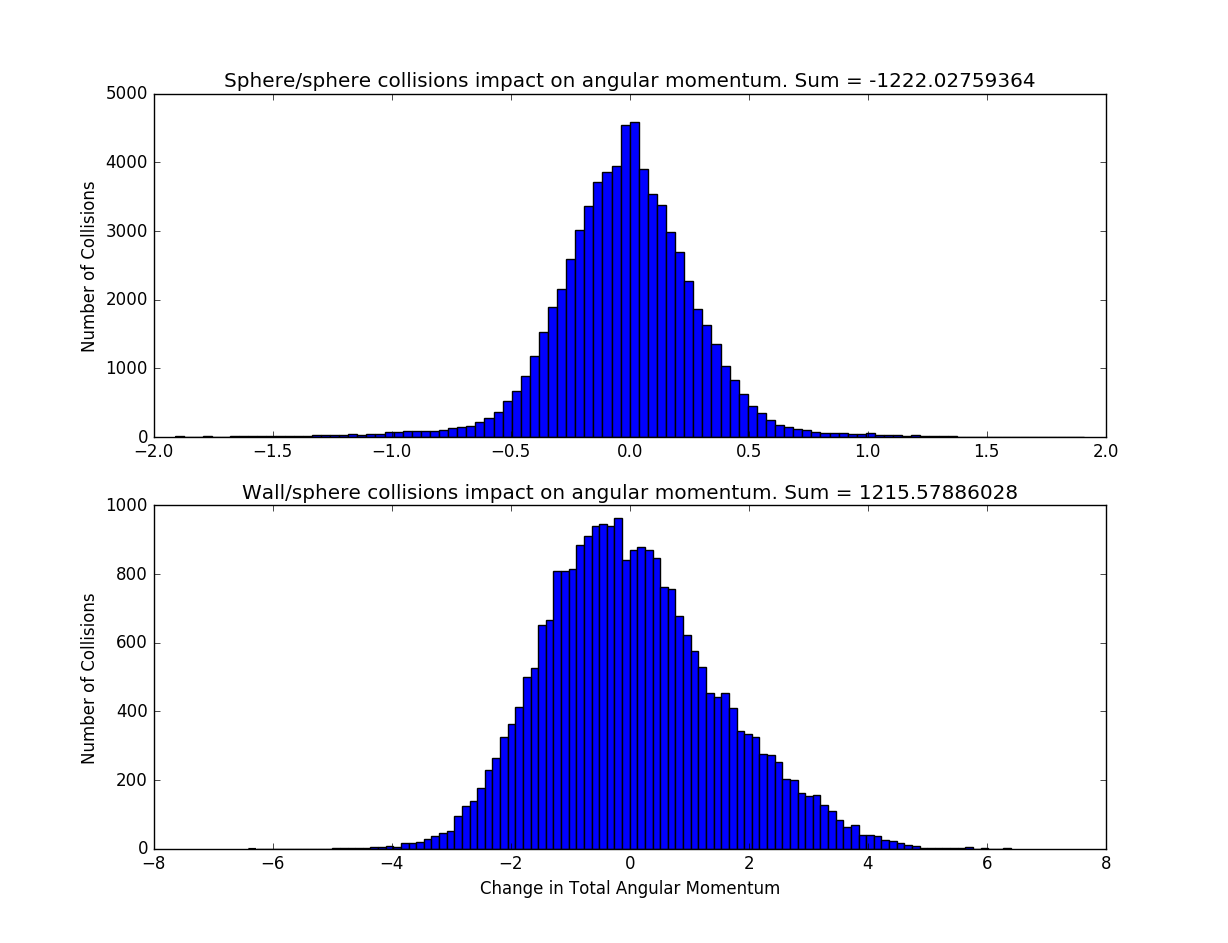 Sphere/sphere collisions impact on angular momentum. Sum = -1222.02759364
5000
4000
3000
2000
1000
0
Number of Collisions
−2.0 −1.5 −1.0 −0.5 0.0 0.5 1.0 1.5 2.0
Wall/sphere collisions impact on angular momentum. Sum = 1215.57886028
1000
800
600
400
200
0
Number of Collisions
−8 −6 −4 −2 0 2 4 6 8
Change in Total Angular Momentum